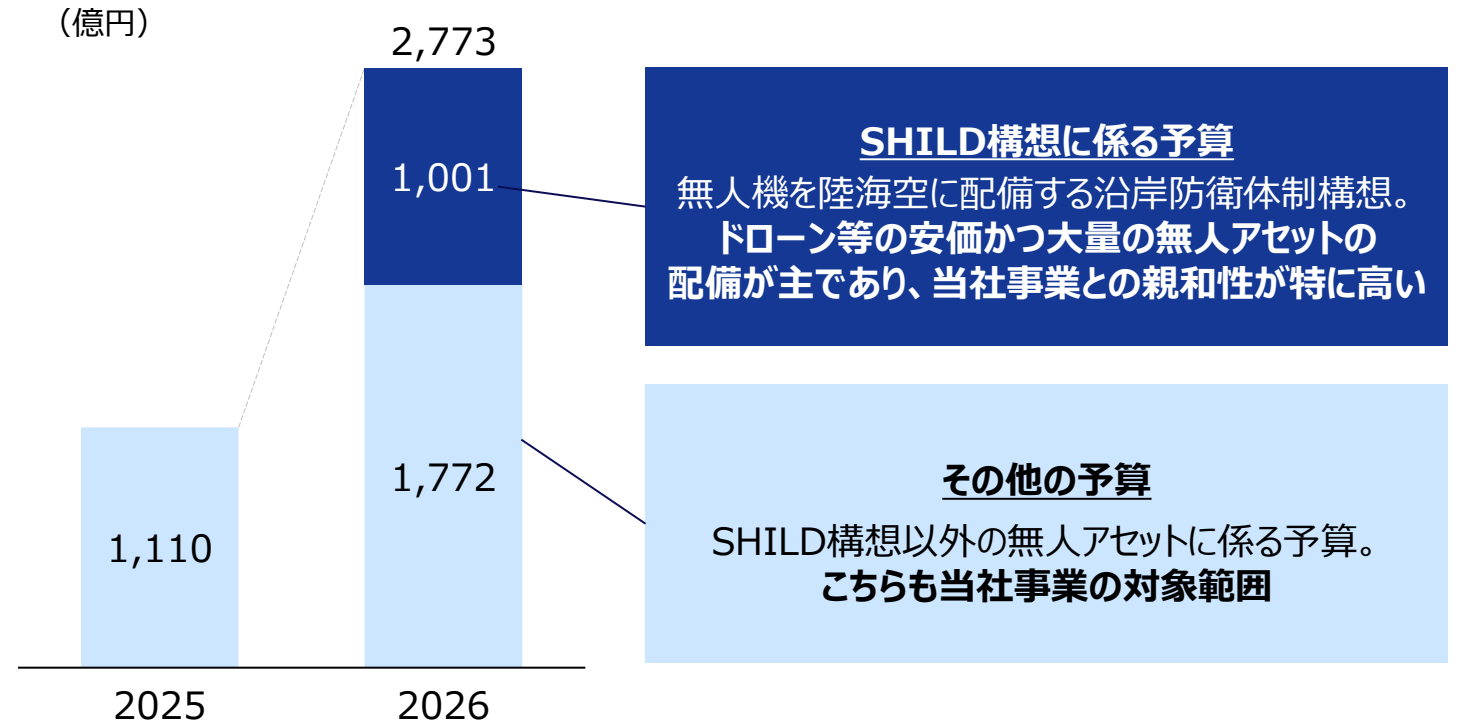 （億円）
2,773
1,001
1,772
1,110
2025
2026
SHILD構想に係る予算
無人機を陸海空に配備する沿岸防衛体制構想。
ドローン等の安価かつ大量の無人アセットの
配備が主であり、当社事業との親和性が特に高い
その他の予算
SHILD構想以外の無人アセットに係る予算。
こちらも当社事業の対象範囲